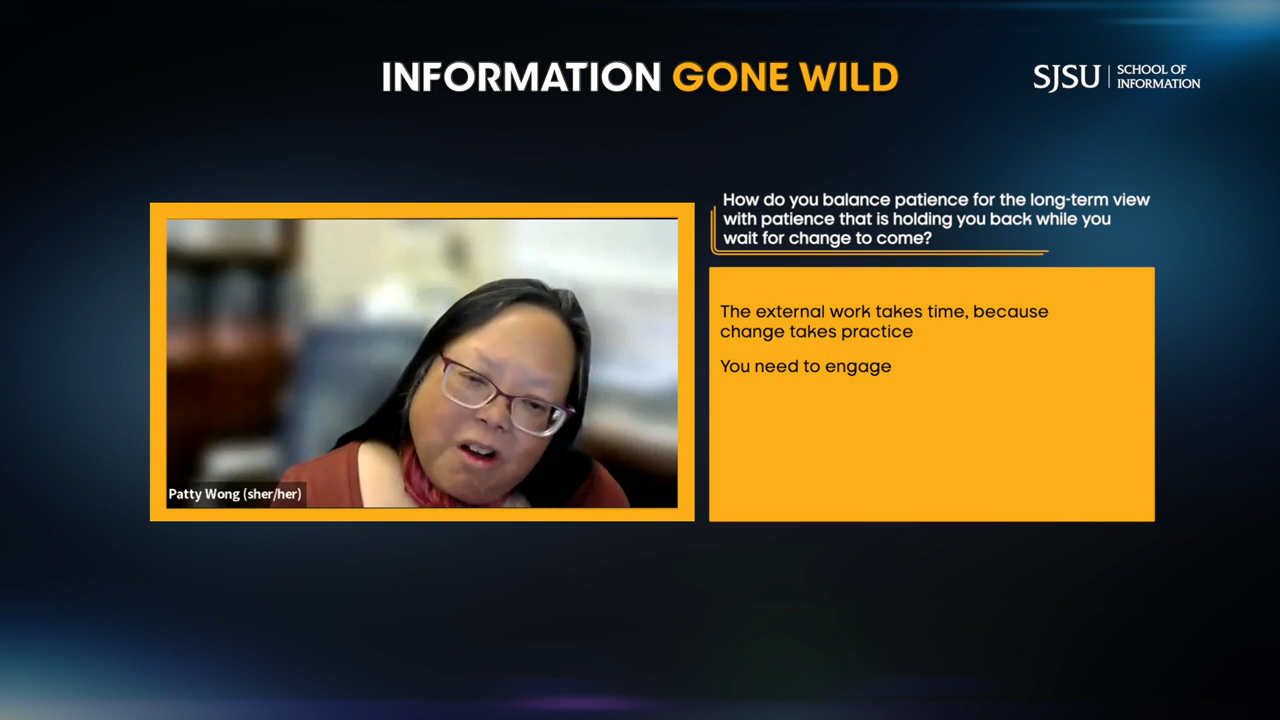 INFORMATION GONE WILD
SJSU SCHOOL OF
INFORMATION
How do you balance patience for the long-term view
with patience that is holding you back while you
wait for change to come?
The external work takes time, because
change takes practice
You need to engage
Patty Wong (sher/her)